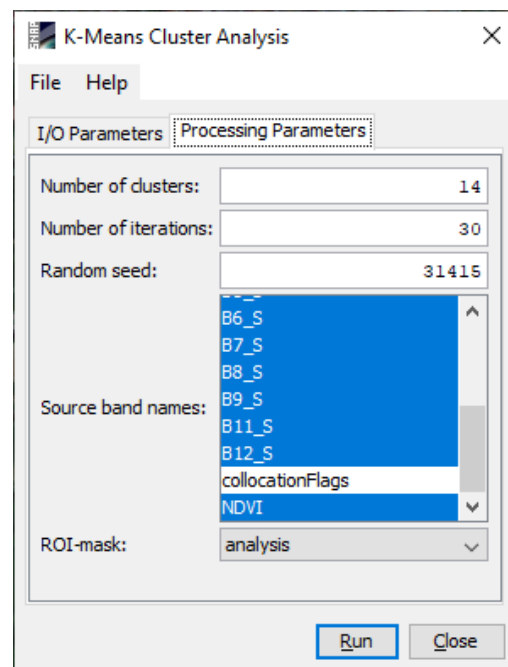 K-Means Cluster Analysis
File Help
I/O Parameters Processing Parameters
Number of clusters: 14
Number of iterations: 30
Random seed: 31415
Source band names:
B6_S
B7_S
B8_S
B9_S
B11_S
B12_S
collocationFlags
NDVI
ROI-mask: analysis
Run Close